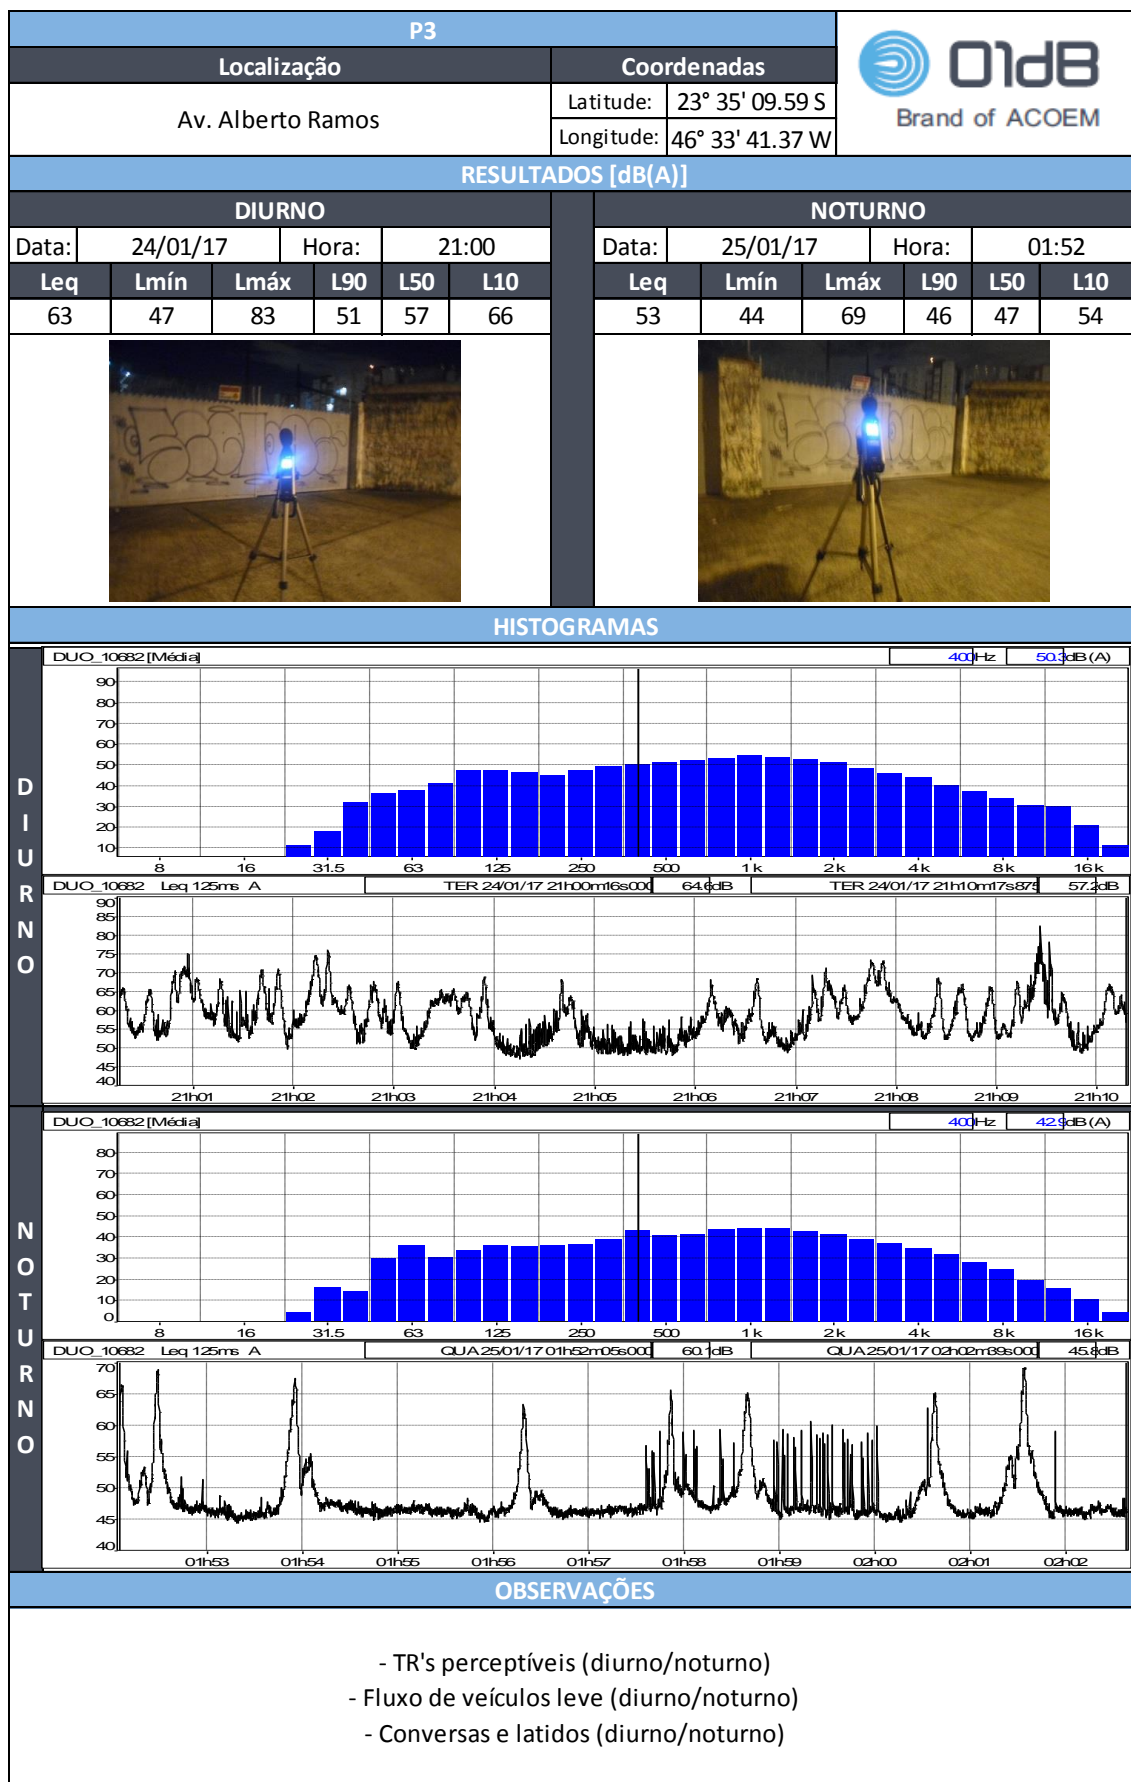 P3
Localização
Coordenadas
Av. Alberto Ramos
Latitude: 23° 35' 09.59 S
Longitude: 46° 33' 41.37 W
01dB
Brand of ACOEM
RESULTADOS [dB(A)]
DIURNO
NOTURNO
Data: 24/01/17 Hora: 21:00
Data: 25/01/17 Hora: 01:52
Leq Lmín Lmáx L90 L50 L10
Leq Lmín Lmáx L90 L50 L10
63 47 83 51 57 66
53 44 69 46 47 54
HISTOGRAMAS
DIURNO
DUO_10682 [Média] 400Hz 50.3dB(A)
90
80
70
60
50
40
30
20
10
8 16 31.5 63 125 250 500 1 k 2 k 4 k 8 k 16 k
DUO_10682 Leq 125ms A TER 24/01/17 21h00m16s000 64.6dB TER 24/01/17 21h10m17s875 57.2dB
90
85
80
75
70
65
60
55
50
45
40
21h01 21h02 21h03 21h04 21h05 21h06 21h07 21h08 21h09 21h10
NOTURNO
DUO_10682 [Média] 400Hz 42.9dB(A)
80
70
60
50
40
30
20
10
0
8 16 31.5 63 125 250 500 1 k 2 k 4 k 8 k 16 k
DUO_10682 Leq 125ms A QUA 25/01/17 01h52m05s000 60.1dB QUA 25/01/17 02h02m39s000 45.8dB
70
65
60
55
50
45
40
01h53 01h54 01h55 01h56 01h57 01h58 01h59 02h00 02h01 02h02
OBSERVAÇÕES
- TR's perceptíveis (diurno/noturno)
- Fluxo de veículos leve (diurno/noturno)
- Conversas e latidos (diurno/noturno)